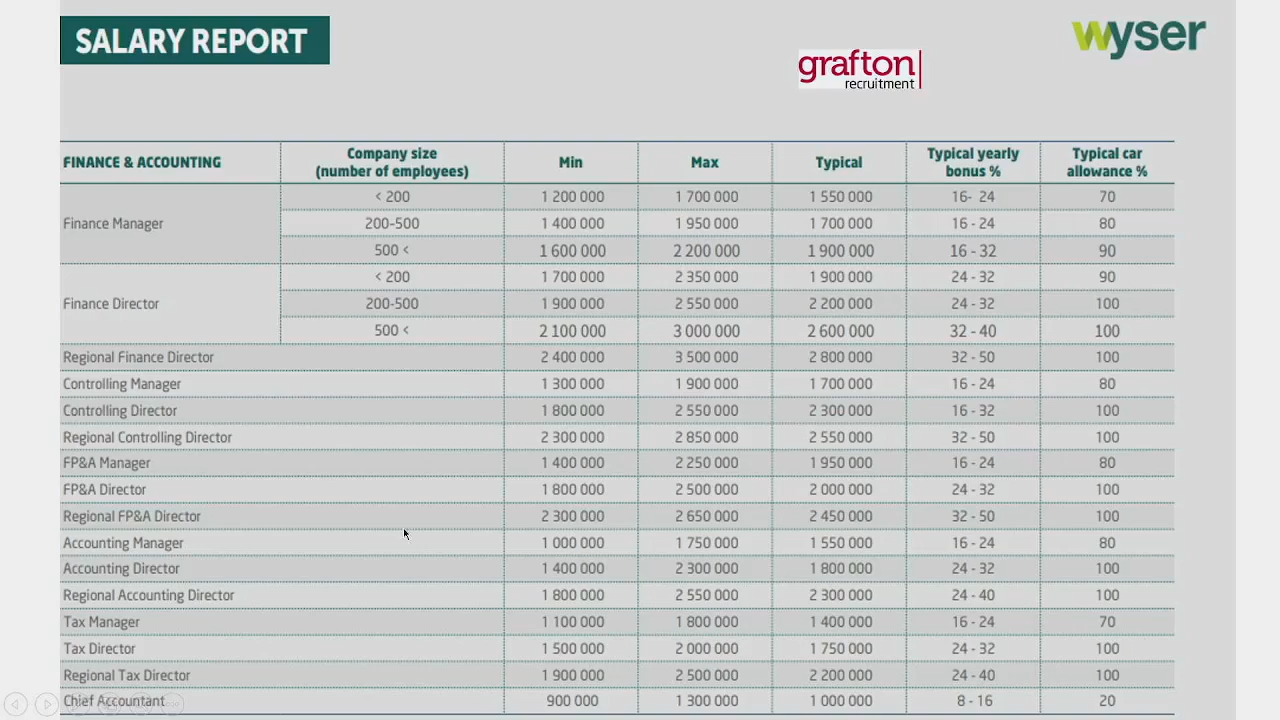 SALARY REPORT
wyser
grafton
recruitment
FINANCE & ACCOUNTING Company size (number of employees) Min Max Typical Typical yearly bonus % Typical car allowance %
Finance Manager < 200 1 200 000 1 700 000 1 550 000 16- 24 70
200-500 1 400 000 1 950 000 1 700 000 16 - 24 80
500 < 1 600 000 2 200 000 1 900 000 16 - 32 90
Finance Director < 200 1 700 000 2 350 000 1 900 000 24 - 32 90
200-500 1 900 000 2 550 000 2 200 000 24 - 32 100
500 < 2 100 000 3 000 000 2 600 000 32 - 40 100
Regional Finance Director 2 400 000 3 500 000 2 800 000 32 - 50 100
Controlling Manager 1 300 000 1 900 000 1 700 000 16 - 24 80
Controlling Director 1 800 000 2 550 000 2 300 000 16 - 32 100
Regional Controlling Director 2 300 000 2 850 000 2 550 000 32 - 50 100
FP&A Manager 1 400 000 2 250 000 1 950 000 16 - 24 80
FP&A Director 1 800 000 2 500 000 2 000 000 24 - 32 100
Regional FP&A Director 2 300 000 2 650 000 2 450 000 32 - 50 100
Accounting Manager 1 000 000 1 750 000 1 550 000 16 - 24 80
Accounting Director 1 400 000 2 300 000 1 800 000 24 - 32 100
Regional Accounting Director 1 800 000 2 550 000 2 300 000 24 - 40 100
Tax Manager 1 100 000 1 800 000 1 400 000 16 - 24 70
Tax Director 1 500 000 2 000 000 1 750 000 24 - 32 100
Regional Tax Director 1 900 000 2 500 000 2 200 000 24 - 40 100
Chief Accountant 900 000 1 300 000 1 000 000 8 - 16 20